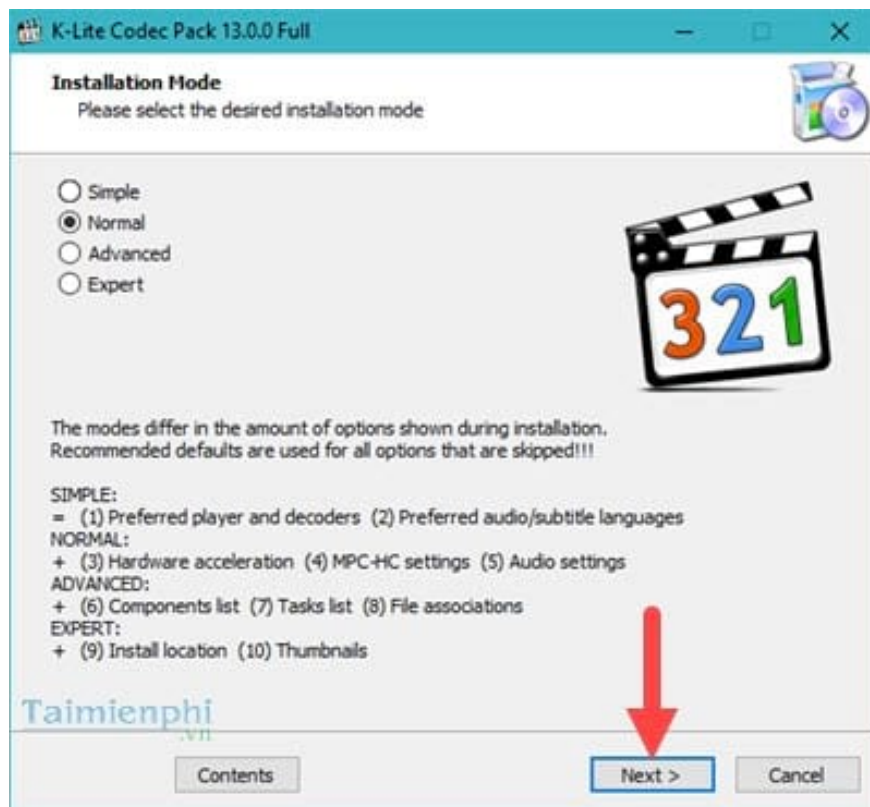 K-Lite Codec Pack 13.0.0 Full
Installation Mode
Please select the desired installation mode
Simple
Normal
Advanced
Expert
321
The modes differ in the amount of options shown during installation.
Recommended defaults are used for all options that are skipped!!!
SIMPLE:
= (1) Preferred player and decoders (2) Preferred audio/subtitle languages
NORMAL:
+ (3) Hardware acceleration (4) MPC-HC settings (5) Audio settings
ADVANCED:
+ (6) Components list (7) Tasks list (8) File associations
EXPERT:
+ (9) Install location (10) Thumbnails
Taimienphi
.vn
Contents Next > Cancel